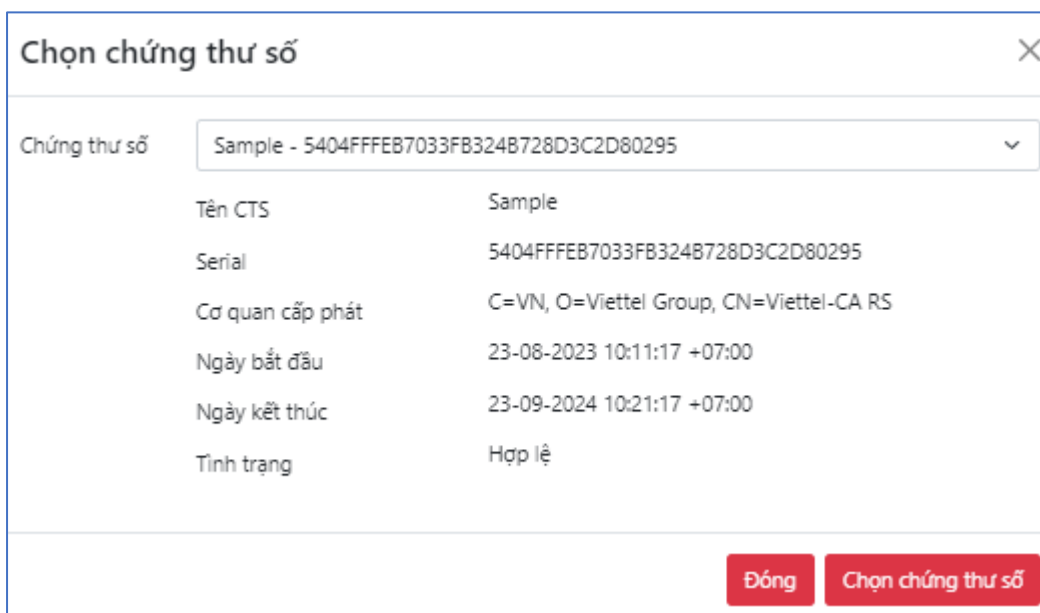 Chọn chứng thư số
Chứng thư số
Sample - 5404FFFEB7033FB324B728D3C2D80295
Tên CTS Sample
Serial 5404FFFEB7033FB324B728D3C2D80295
Cơ quan cấp phát C=VN, O=Viettel Group, CN=Viettel-CA RS
Ngày bắt đầu 23-08-2023 10:11:17 +07:00
Ngày kết thúc 23-09-2024 10:21:17 +07:00
Tình trạng Hợp lệ
Đóng Chọn chứng thư số